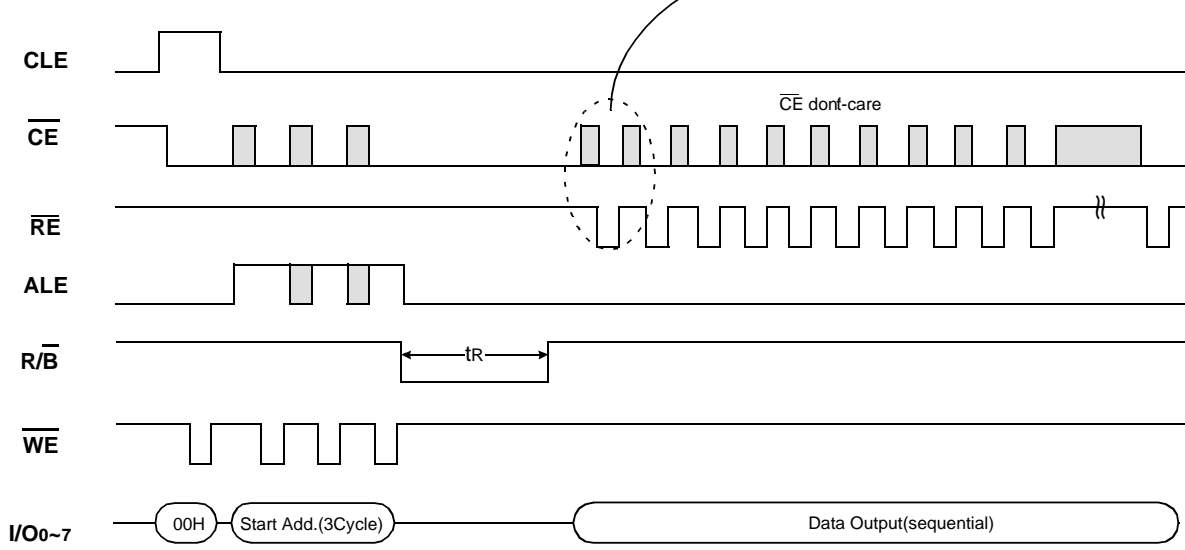 CLE
CE
CE dont-care
RE
ALE
R/B
tR
WE
I/O0~7
00H
Start Add.(3Cycle)
Data Output(sequential)